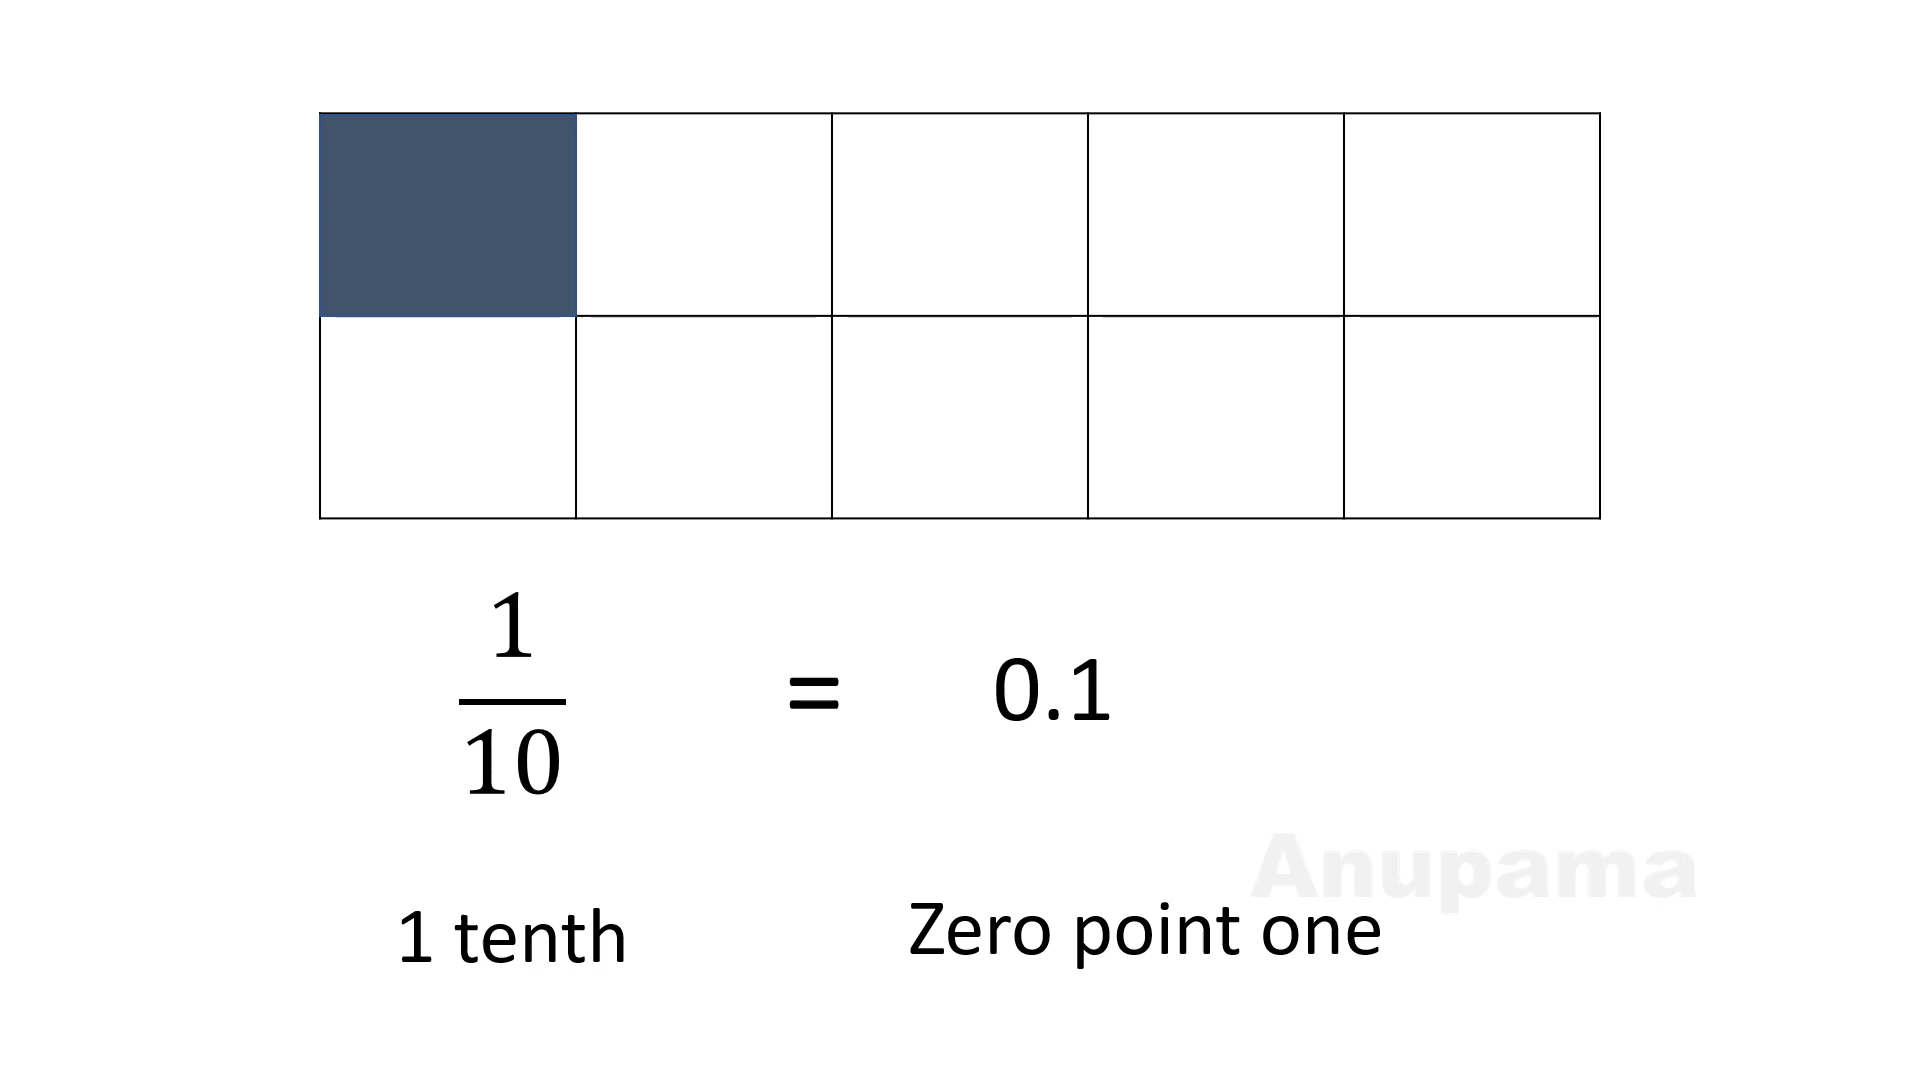 1
10
= 0.1
Anupama
1 tenth
Zero point one